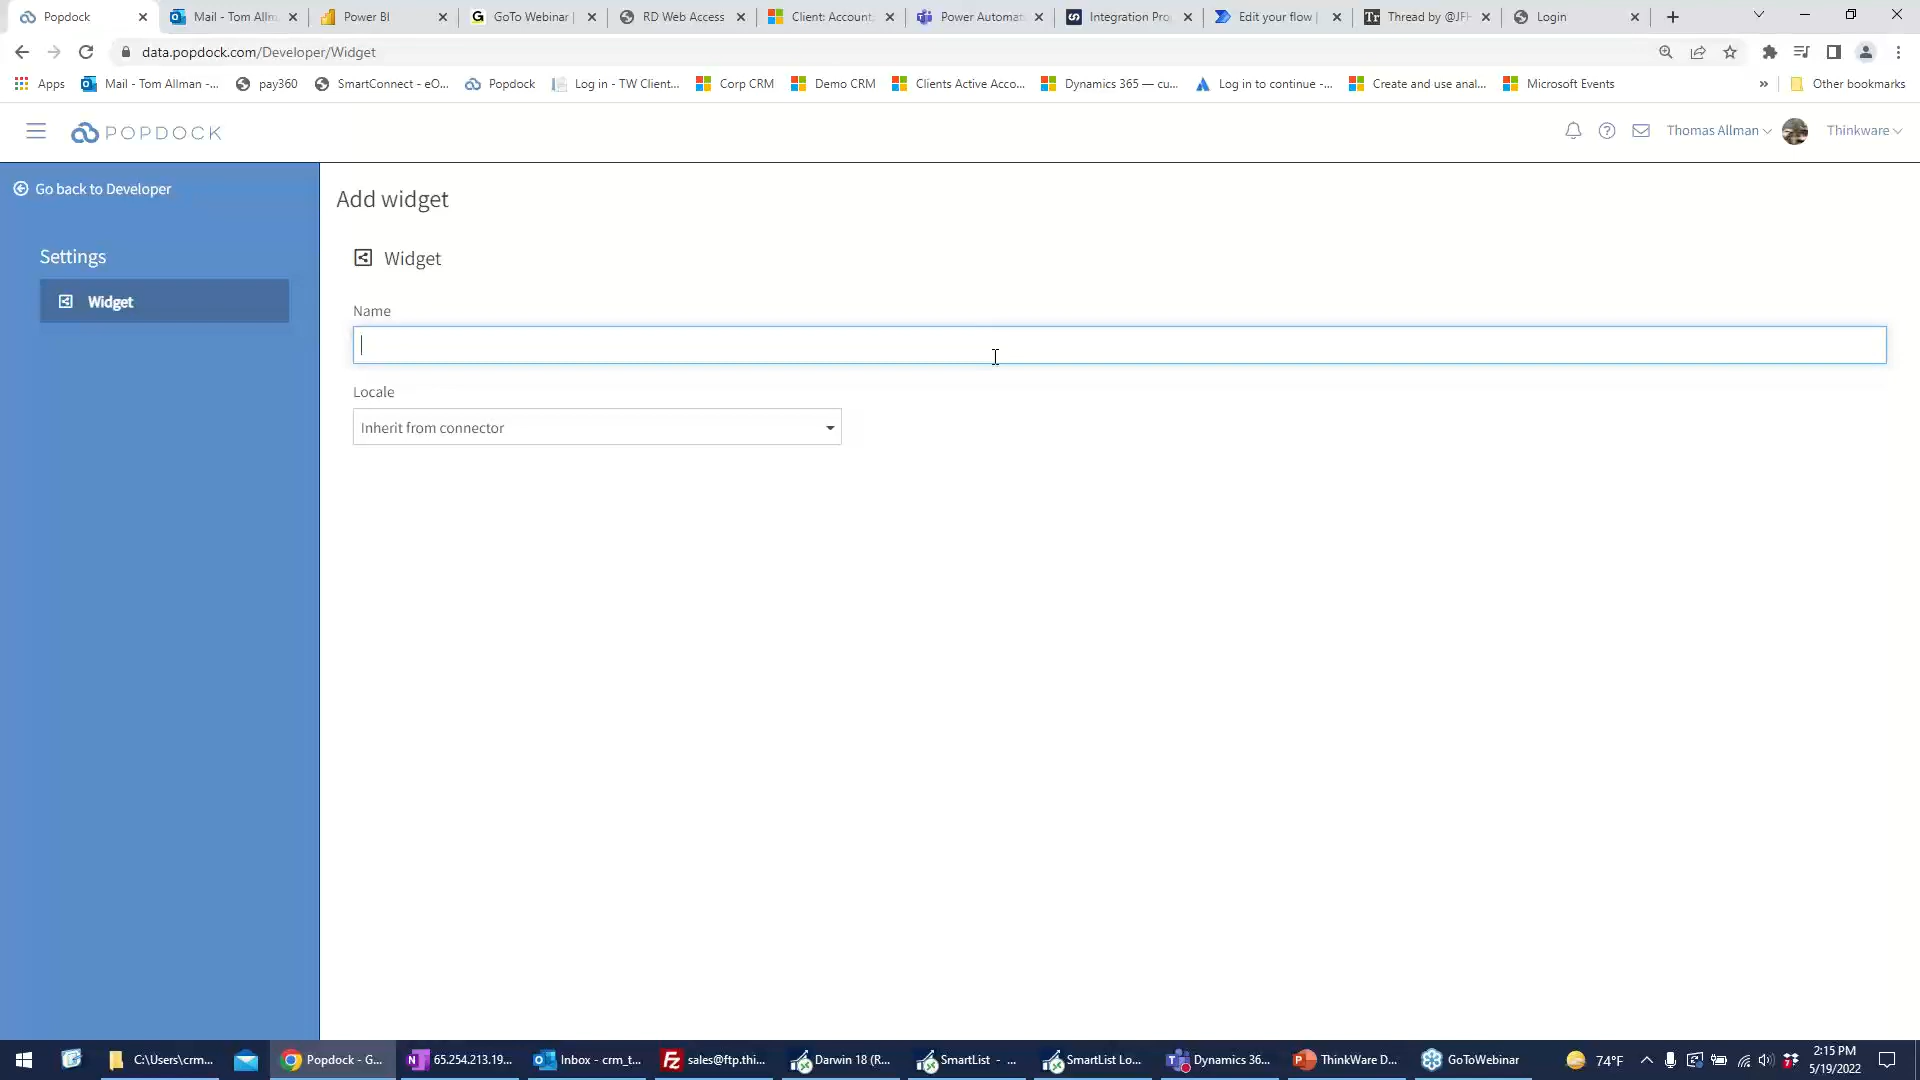 Popdock
Mail - Tom Allm
Power BI
GoTo Webinar |
RD Web Access
Client: Account:
Power Automat
Integration Pro
Edit your flow |
Thread by @JFH
Login
data.popdock.com/Developer/Widget
Apps
Mail - Tom Allman -...
pay360
SmartConnect - eO...
Popdock
Log in - TW Client...
Corp CRM
Demo CRM
Clients Active Acco...
Dynamics 365 — cu...
Log in to continue -...
Create and use anal...
Microsoft Events
»
Other bookmarks
POPDOCK
Thomas Allman
Thinkware
Go back to Developer
Settings
Widget
Add widget
Widget
Name
Locale
Inherit from connector
C:\Users\crm...
Popdock - G...
65.254.213.19...
Inbox - crm_t...
sales@ftp.thi...
Darwin 18 (R...
SmartList - ...
SmartList Lo...
Dynamics 36...
ThinkWare D...
GoToWebinar
74°F
2:15 PM
5/19/2022